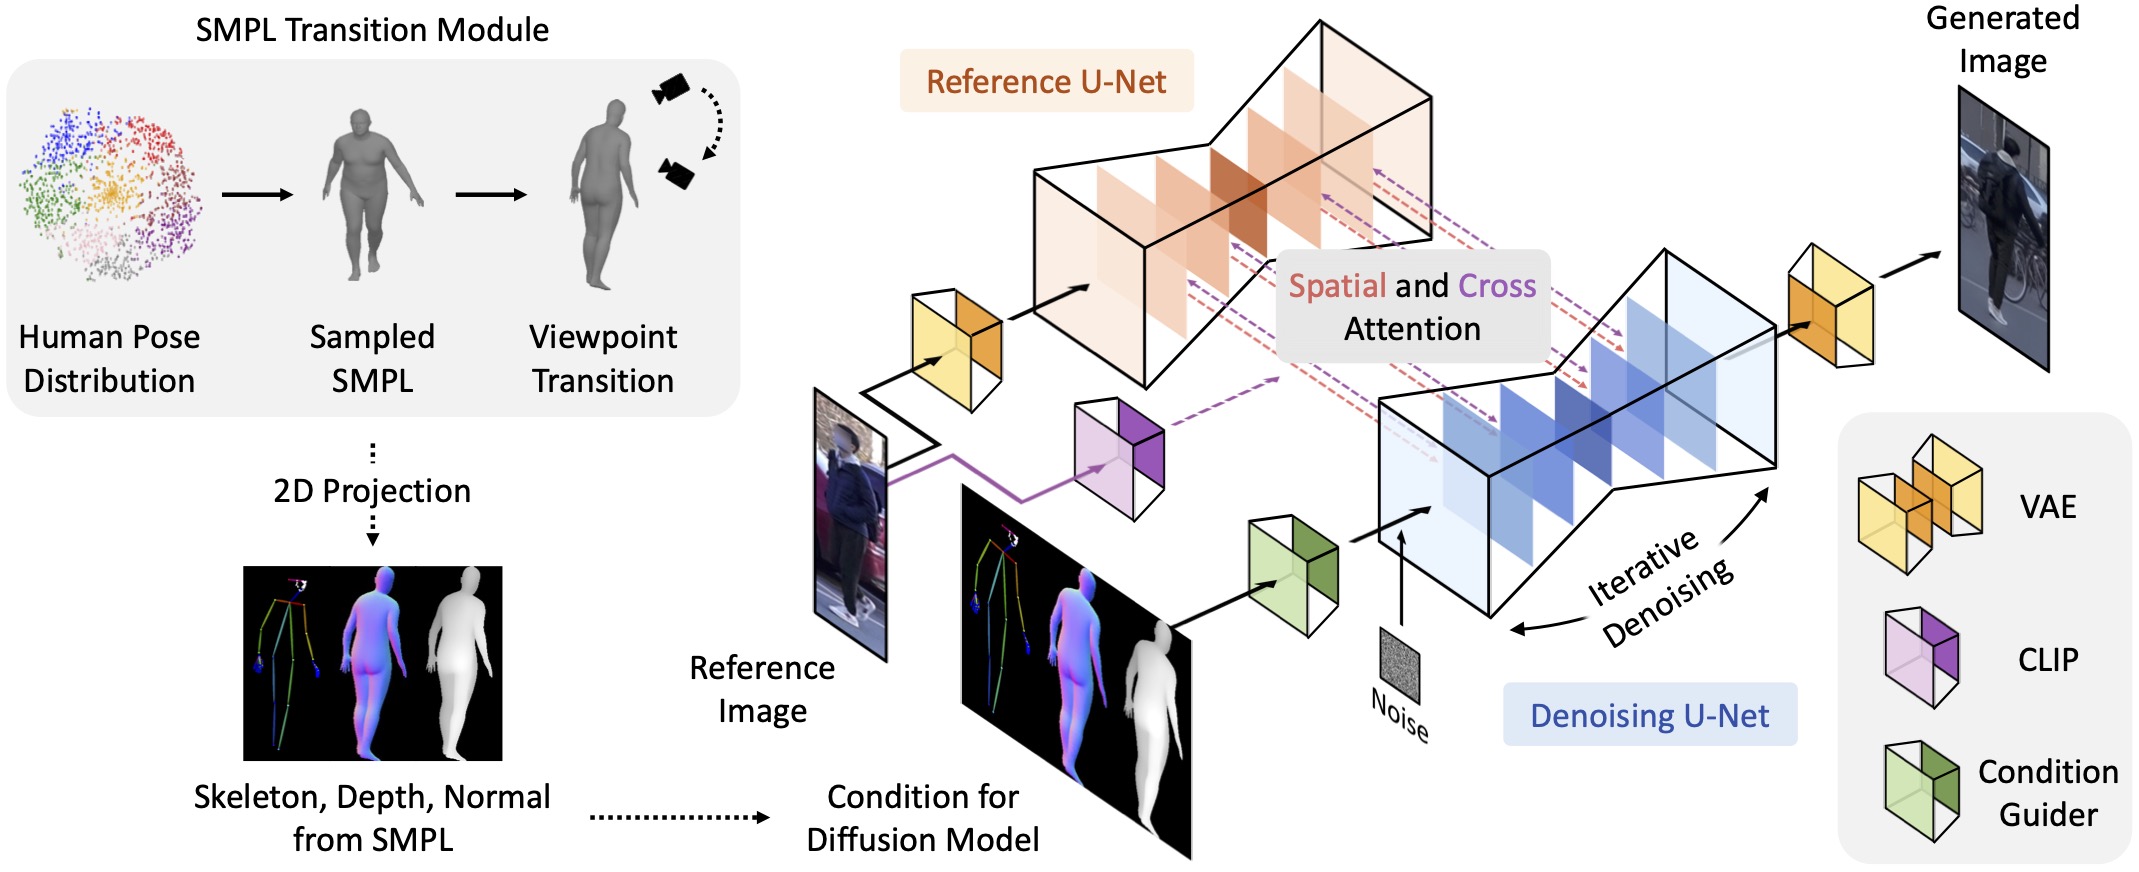 SMPL Transition Module
Human Pose
Distribution
Sampled
SMPL
Viewpoint
Transition
2D Projection
Skeleton, Depth, Normal
from SMPL
Reference
Image
Condition for
Diffusion Model
Reference U-Net
Spatial and Cross
Attention
Noise
Iterative
Denoising
Denoising U-Net
Generated
Image
VAE
CLIP
Condition
Guider